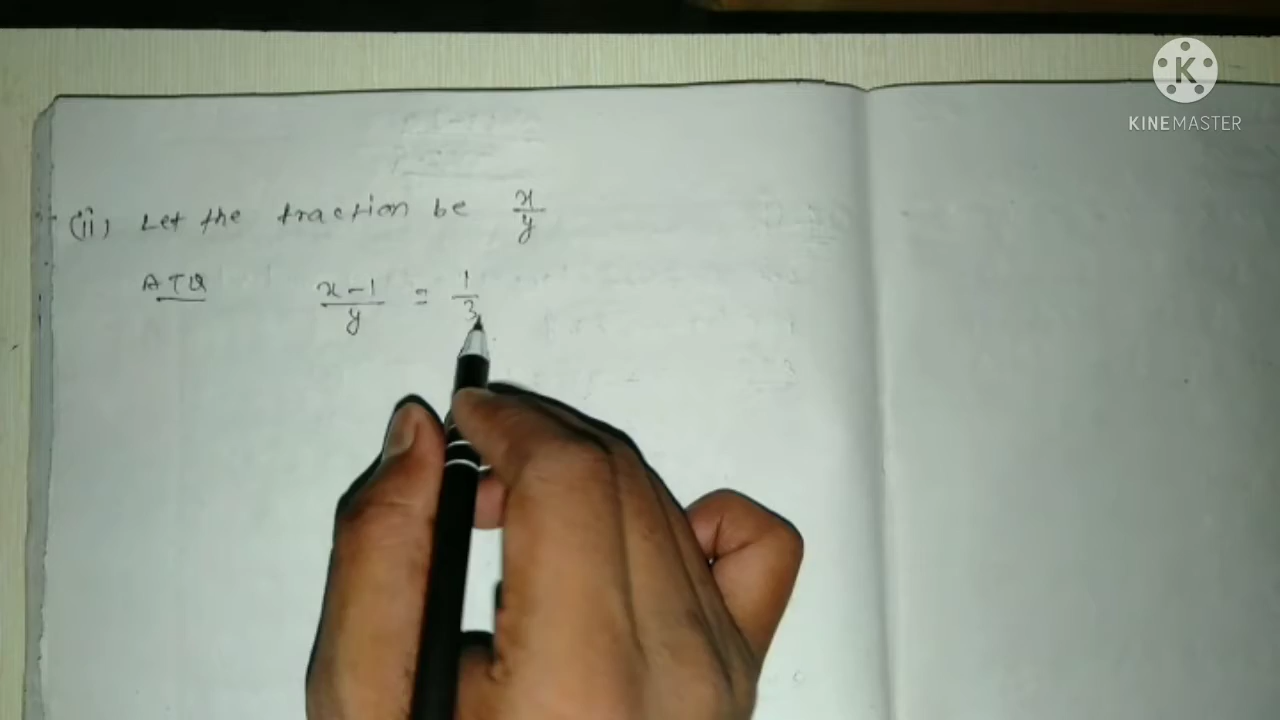 K
KINEMASTER
(ii) Let the fraction be x/y
ATQ x-1/y = 1/3